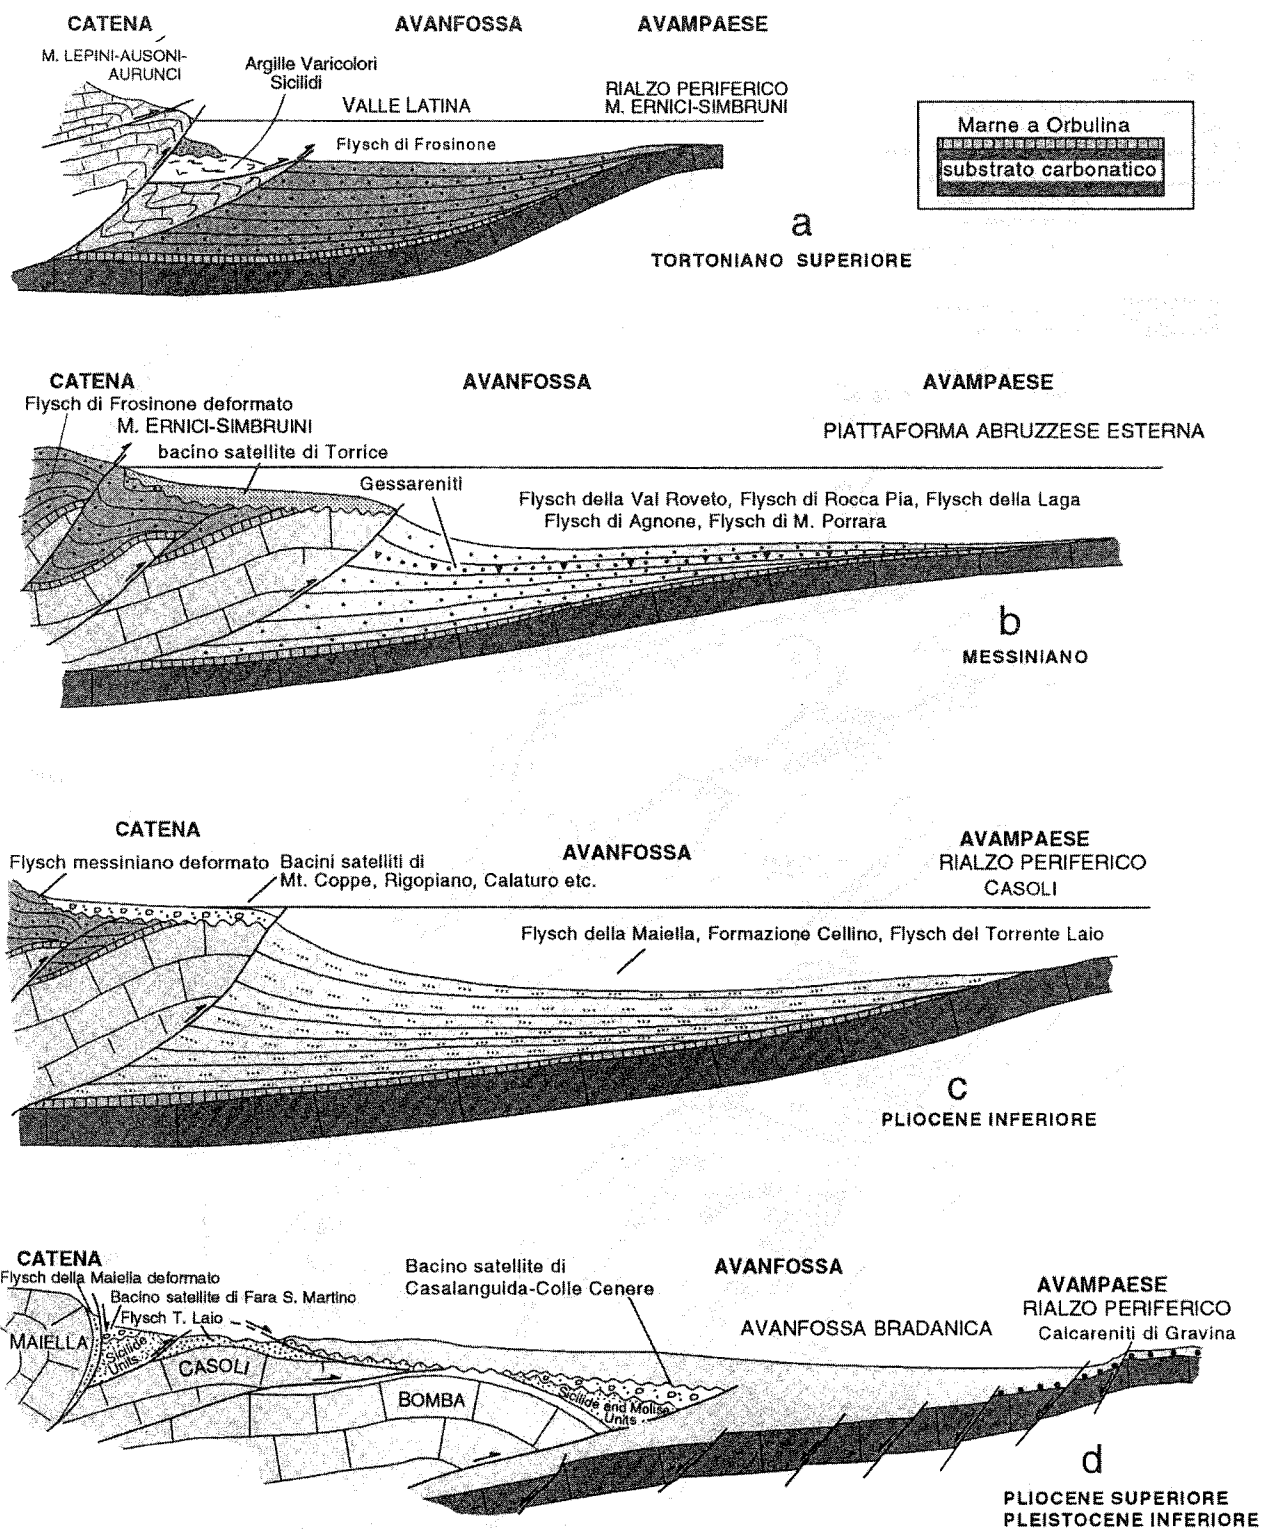 CATENA
AVANFOSSA
AVAMPAESE
M. LEPINI-AUSONI-
AURUNCI
Argille Varicolori
Sicilidi
VALLE LATINA
RIALZO PERIFERICO
M. ERNICI-SIMBRUNI
Flysch di Frosinone
Marne a Orbulina
substrato carbonatico
a
TORTONIANO SUPERIORE
CATENA
AVANFOSSA
AVAMPAESE
Flysch di Frosinone deformato
M. ERNICI-SIMBRUINI
PIATTAFORMA ABRUZZESE ESTERNA
bacino satellite di Torrice
Gessareniti
Flysch della Val Roveto, Flysch di Rocca Pia, Flysch della Laga
Flysch di Agnone, Flysch di M. Porrara
b
MESSINIANO
CATENA
AVANFOSSA
AVAMPAESE
RIALZO PERIFERICO
CASOLI
Flysch messiniano deformato
Bacini satelliti di
Mt. Coppe, Rigopiano, Calaturo etc.
Flysch della Maiella, Formazione Cellino, Flysch del Torrente Laio
c
PLIOCENE INFERIORE
CATENA
Flysch della Maiella deformato
Bacino satellite di Fara S. Martino
Flysch T. Laio
Bacino satellite di
Casalanguida-Colle Cenere
AVANFOSSA
AVANFOSSA BRADANICA
AVAMPAESE
RIALZO PERIFERICO
Calcareniti di Gravina
MAIELLA
Sicilide
Units
CASOLI
BOMBA
Sicilide and Molise
Units
d
PLIOCENE SUPERIORE
PLEISTOCENE INFERIORE